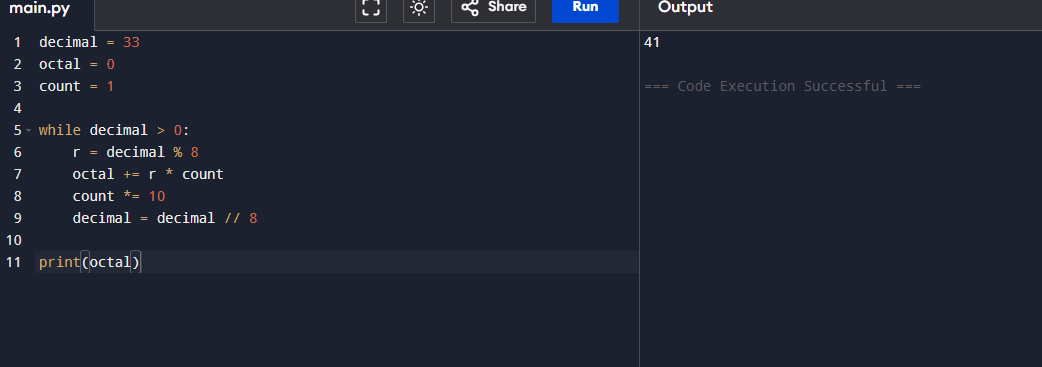 main.py Share Run Output
1 decimal = 33
2 octal = 0
3 count = 1
4
5 while decimal > 0:
6     r = decimal % 8
7     octal += r * count
8     count *= 10
9     decimal = decimal // 8
10
11 print(octal)
41
=== Code Execution Successful ===